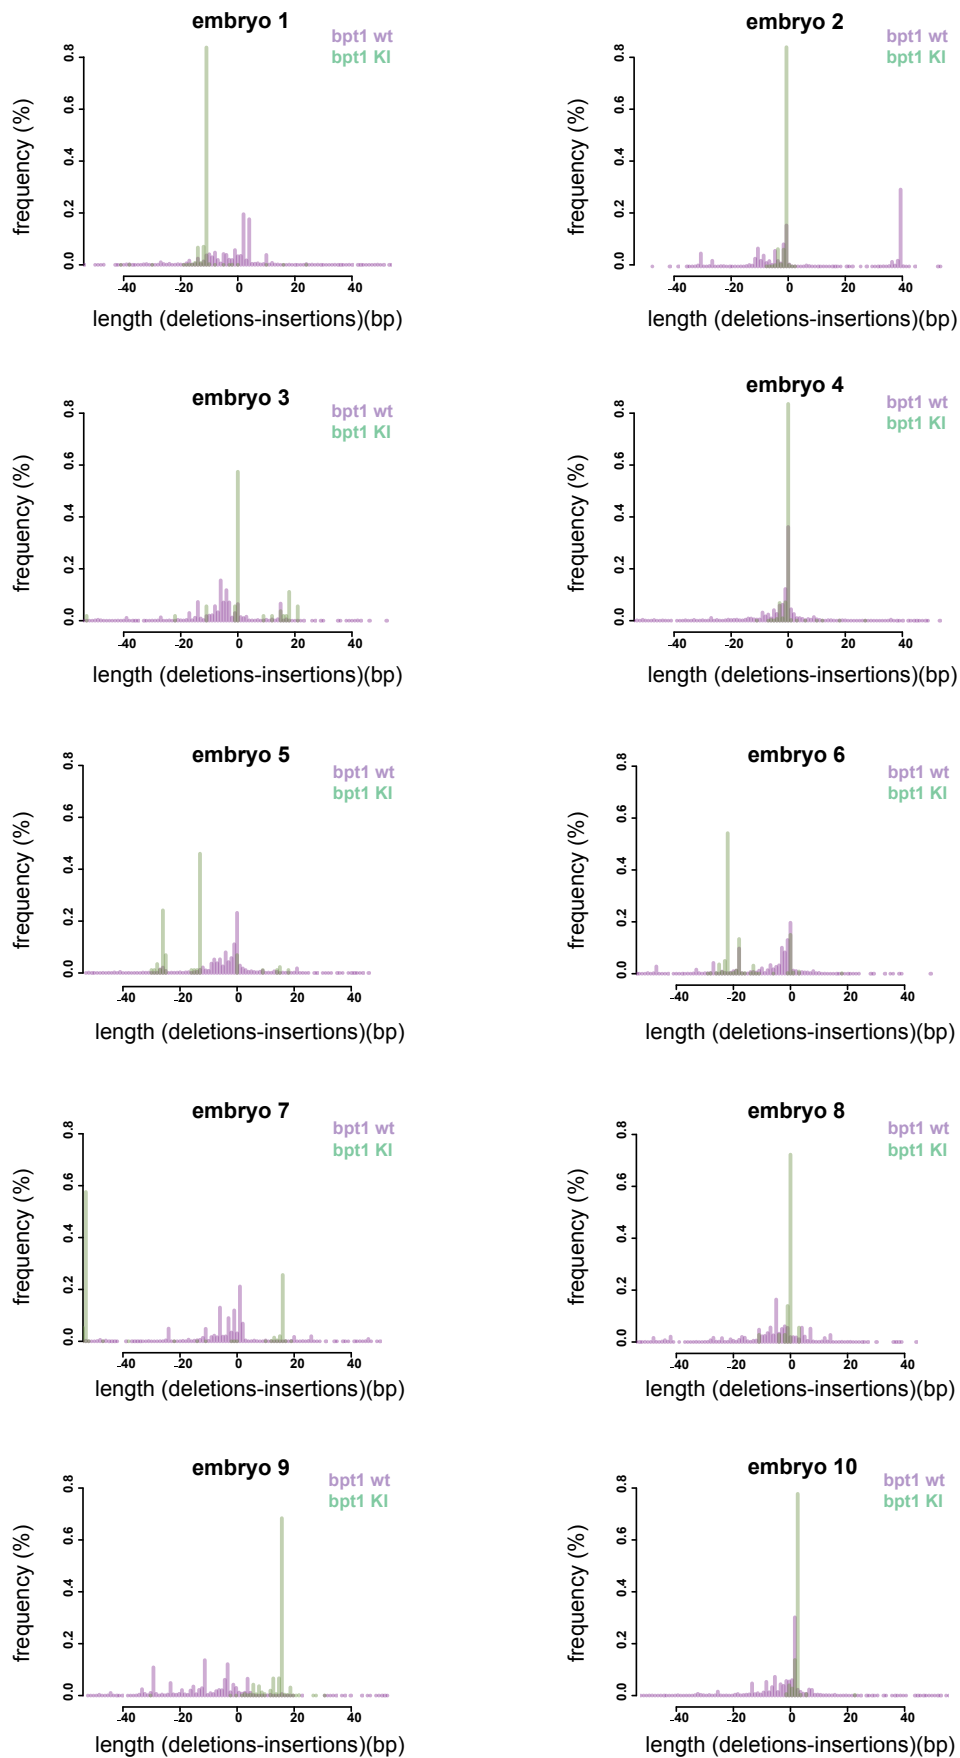 embryo 1
bpt1 wt
bpt1 KI
frequency (%)
0.8
0.6
0.4
0.2
0.0
-40 -20 0 20 40
length (deletions-insertions)(bp)
embryo 2
bpt1 wt
bpt1 KI
frequency (%)
0.8
0.6
0.4
0.2
0.0
-40 -20 0 20 40
length (deletions-insertions)(bp)
embryo 3
bpt1 wt
bpt1 KI
frequency (%)
0.8
0.6
0.4
0.2
0.0
-40 -20 0 20 40
length (deletions-insertions)(bp)
embryo 4
bpt1 wt
bpt1 KI
frequency (%)
0.8
0.6
0.4
0.2
0.0
-40 -20 0 20 40
length (deletions-insertions)(bp)
embryo 5
bpt1 wt
bpt1 KI
frequency (%)
0.8
0.6
0.4
0.2
0.0
-40 -20 0 20 40
length (deletions-insertions)(bp)
embryo 6
bpt1 wt
bpt1 KI
frequency (%)
0.8
0.6
0.4
0.2
0.0
-40 -20 0 20 40
length (deletions-insertions)(bp)
embryo 7
bpt1 wt
bpt1 KI
frequency (%)
0.8
0.6
0.4
0.2
0.0
-40 -20 0 20 40
length (deletions-insertions)(bp)
embryo 8
bpt1 wt
bpt1 KI
frequency (%)
0.8
0.6
0.4
0.2
0.0
-40 -20 0 20 40
length (deletions-insertions)(bp)
embryo 9
bpt1 wt
bpt1 KI
frequency (%)
0.8
0.6
0.4
0.2
0.0
-40 -20 0 20 40
length (deletions-insertions)(bp)
embryo 10
bpt1 wt
bpt1 KI
frequency (%)
0.8
0.6
0.4
0.2
0.0
-40 -20 0 20 40
length (deletions-insertions)(bp)